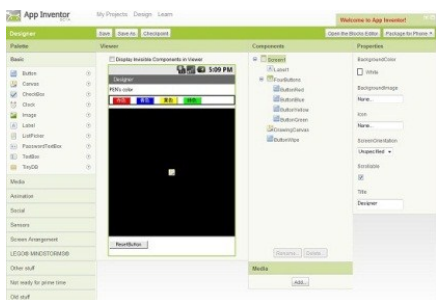 App Inventor
BETA
My Projects Design Learn
Welcome to App Inventor!
Designer
Save Save As Checkpoint
Open the Blocks Editor Package for Phone
Palette
Viewer
Components
Properties
Basic
Button
Canvas
CheckBox
Clock
Image
Label
ListPicker
PasswordTextBox
TextBox
TinyDB
Media
Animation
Social
Sensors
Screen Arrangement
LEGO® MINDSTORMS®
Other stuff
Not ready for prime time
Old stuff
Display Invisible Components in Viewer
5:09 PM
Designer
PEN's color
ResetButton
Screen1
Label1
FourButtons
ButtonRed
ButtonBlue
ButtonYellow
ButtonGreen
DrawingCanvas
ButtonWipe
Rename... Delete...
Media
Add...
BackgroundColor
White
BackgroundImage
None...
Icon
None...
ScreenOrientation
Unspecified
Scrollable
Title
Designer